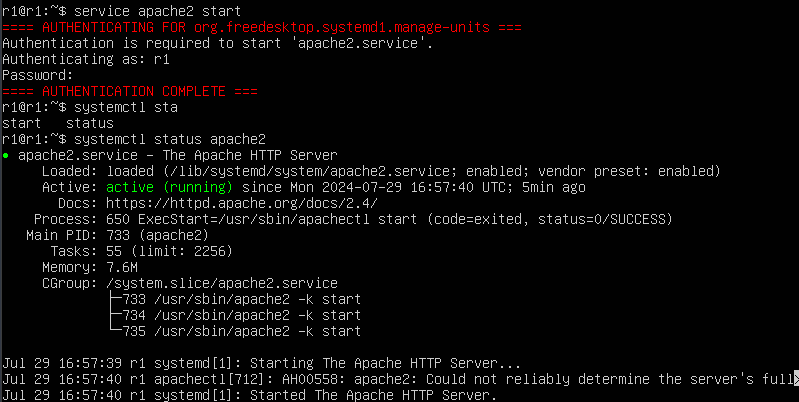 r1@r1:~$ service apache2 start
==== AUTHENTICATING FOR org.freedesktop.systemd1.manage-units ===
Authentication is required to start 'apache2.service'.
Authenticating as: r1
Password:
==== AUTHENTICATION COMPLETE ===
r1@r1:~$ systemctl sta
start   status
r1@r1:~$ systemctl status apache2
● apache2.service - The Apache HTTP Server
     Loaded: loaded (/lib/systemd/system/apache2.service; enabled; vendor preset: enabled)
     Active: active (running) since Mon 2024-07-29 16:57:40 UTC; 5min ago
       Docs: https://httpd.apache.org/docs/2.4/
    Process: 650 ExecStart=/usr/sbin/apachectl start (code=exited, status=0/SUCCESS)
   Main PID: 733 (apache2)
      Tasks: 55 (limit: 2256)
     Memory: 7.6M
     CGroup: /system.slice/apache2.service
             ├─733 /usr/sbin/apache2 -k start
             ├─734 /usr/sbin/apache2 -k start
             └─735 /usr/sbin/apache2 -k start

Jul 29 16:57:39 r1 systemd[1]: Starting The Apache HTTP Server...
Jul 29 16:57:40 r1 apachectl[712]: AH00558: apache2: Could not reliably determine the server's full>
Jul 29 16:57:40 r1 systemd[1]: Started The Apache HTTP Server.